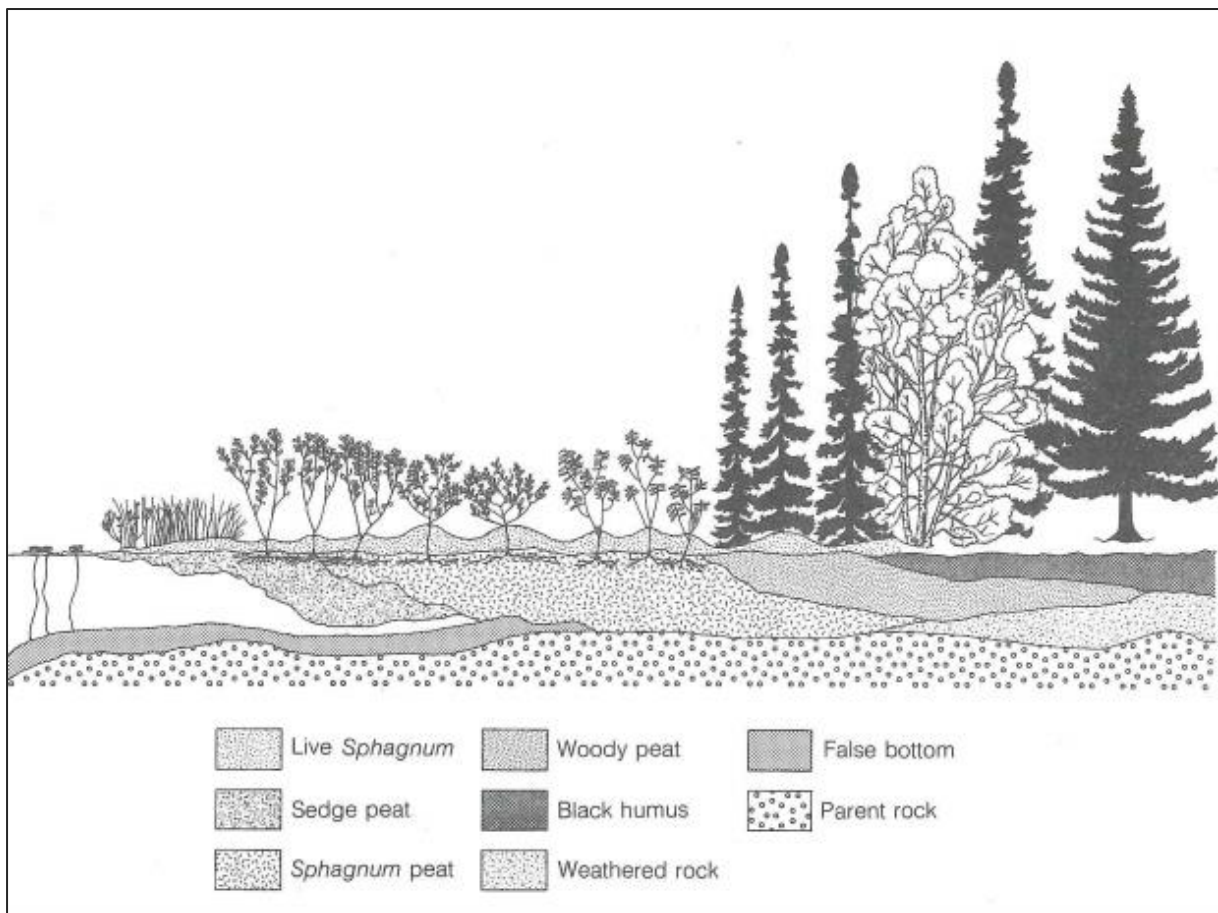 Live Sphagnum
Sedge peat
Sphagnum peat
Woody peat
Black humus
Weathered rock
False bottom
Parent rock